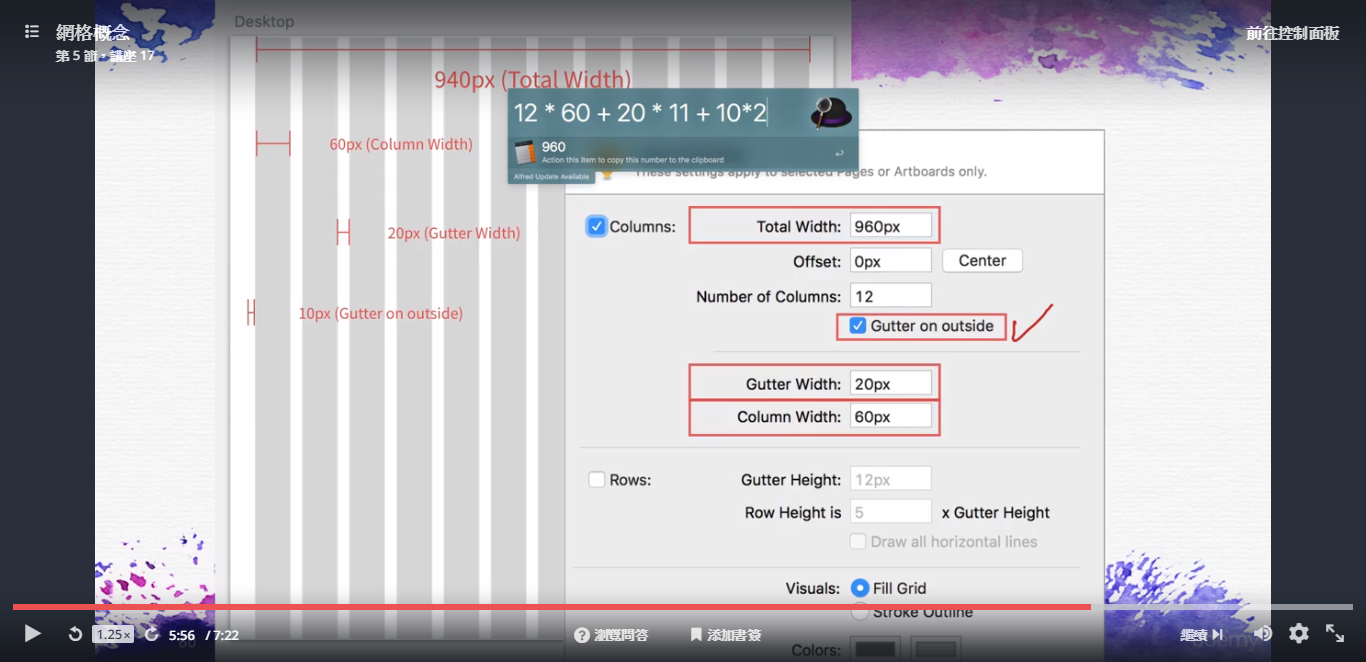 Desktop
網格概念
前往控制面板
第 5 節 • 講座 17
940px (Total Width)
12 * 60 + 20 * 11 + 10*2
960
Action this item to copy this number to the clipboard
Alfred Update Available
60px (Column Width)
These settings apply to selected Pages or Artboards only.
Columns:
Total Width: 960px
20px (Gutter Width)
Offset: 0px Center
Number of Columns: 12
10px (Gutter on outside)
Gutter on outside
Gutter Width: 20px
Column Width: 60px
Rows:
Gutter Height: 12px
Row Height is 5 x Gutter Height
Draw all horizontal lines
Visuals: Fill Grid
Stroke Outline
1.25x 5:56 / 7:22 瀏覽問答 添加書簽 繼續
Colors:
udemy